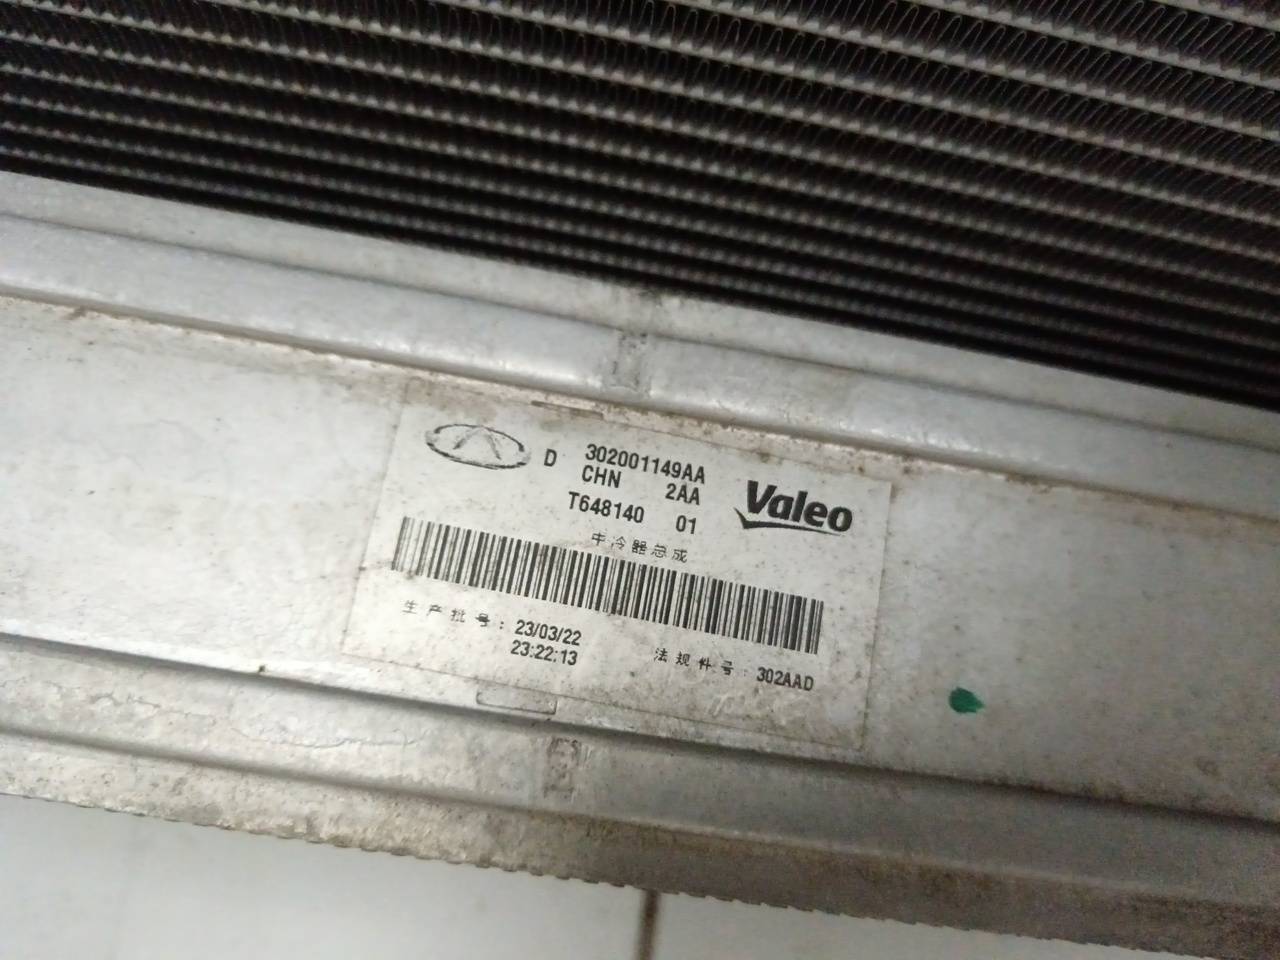 D 302001149AA
CHN 2AA
T648140 01
Valeo
中冷器总成
生产批号: 23/03/22
23:22:13
法规件号: 302AAD